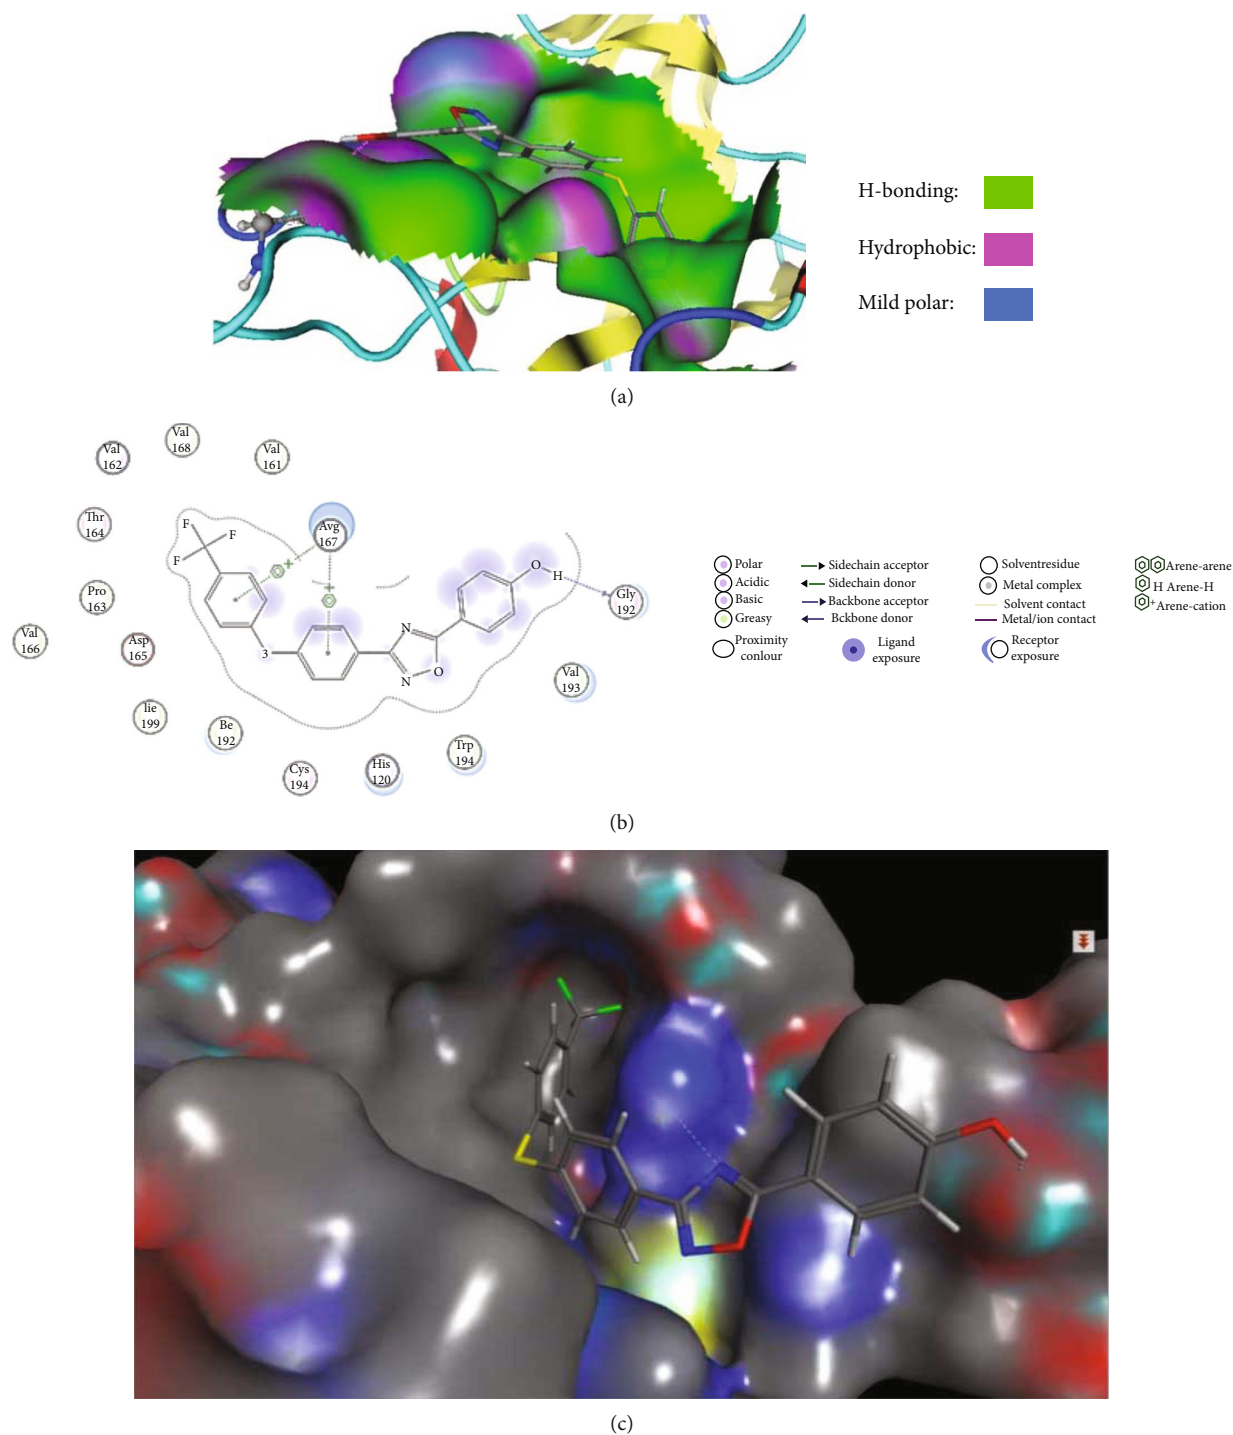 H-bonding:
Hydrophobic:
Mild polar:
(a)
Val
168
Val
162
Val
161
Thr
164
F
F
F
Avg
167
O
H
Pro
163
Gly
192
Val
166
Asp
165
3
N
N
O
Val
193
lie
199
Be
192
Trp
194
Cys
194
His
120
Polar
Acidic
Basic
Greasy
Proximity
contour
Sidechain acceptor
Sidechain donor
Backbone acceptor
Bckbone donor
Ligand
exposure
Solventresidue
Metal complex
Solvent contact
Metal/ion contact
Receptor
exposure
Arene-arene
H Arene-H
+Arene-cation
(b)
(c)